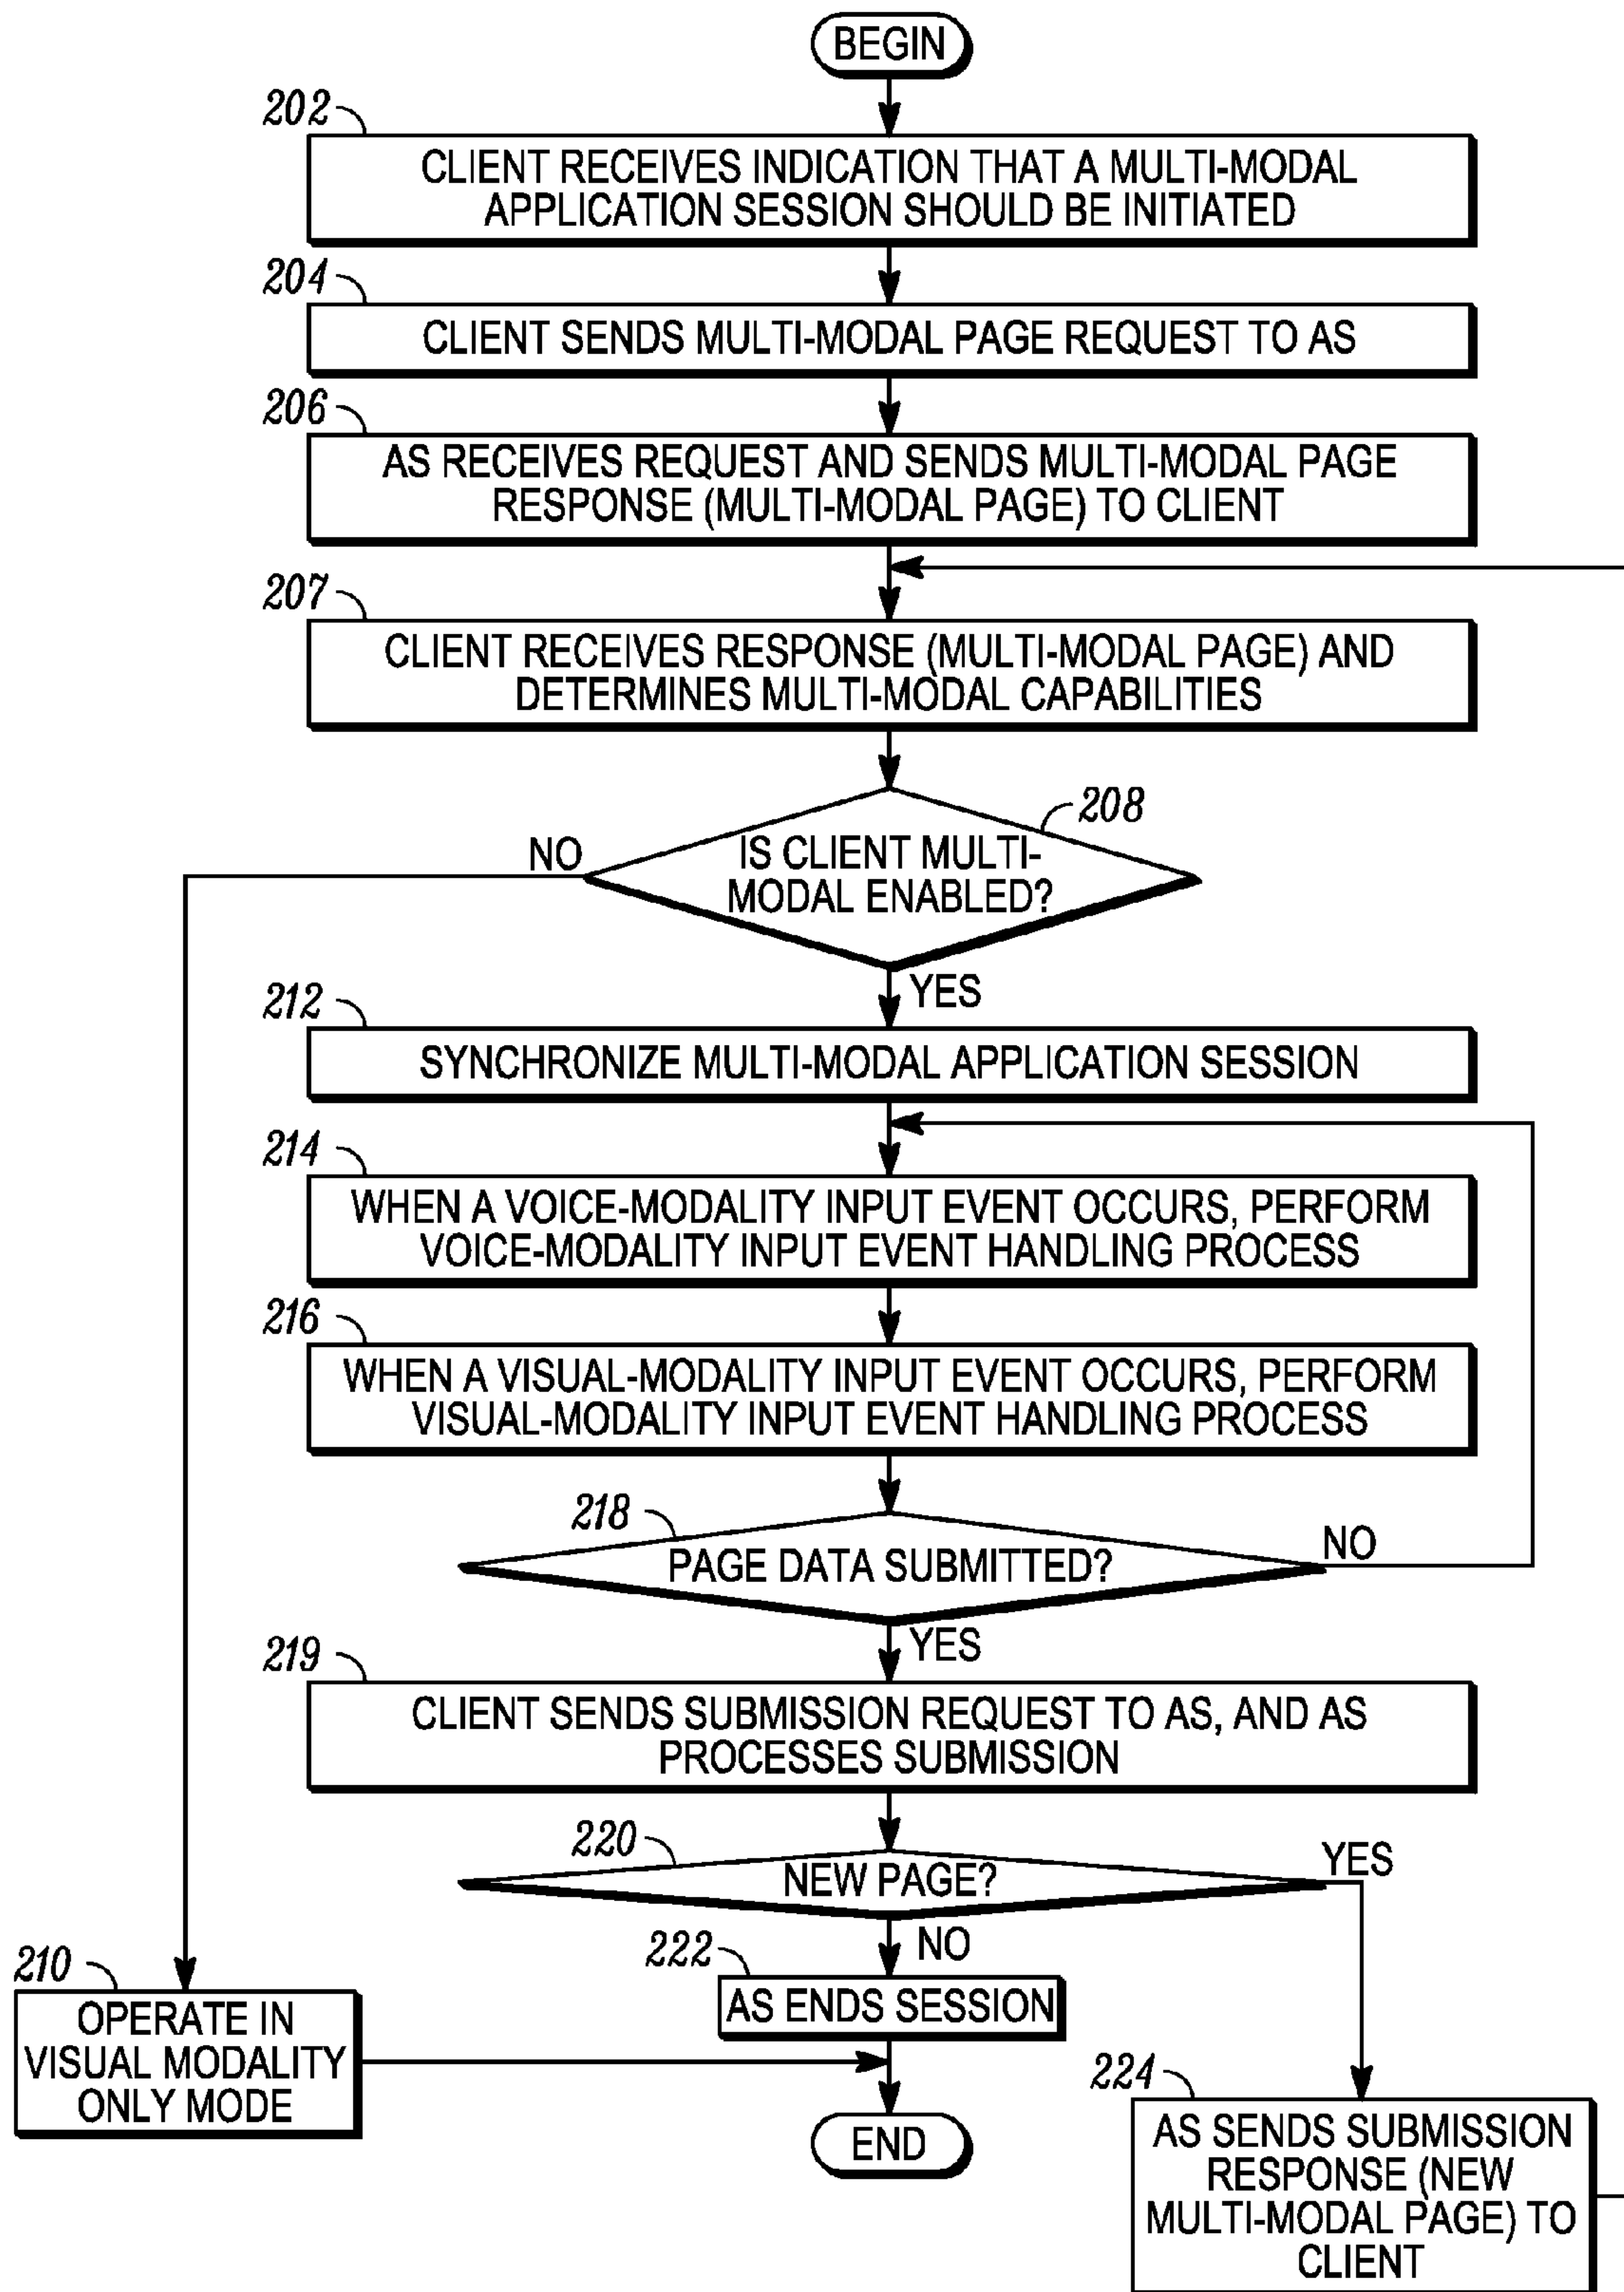 BEGIN
202
CLIENT RECEIVES INDICATION THAT A MULTI-MODAL
APPLICATION SESSION SHOULD BE INITIATED
204
CLIENT SENDS MULTI-MODAL PAGE REQUEST TO AS
206
AS RECEIVES REQUEST AND SENDS MULTI-MODAL PAGE
RESPONSE (MULTI-MODAL PAGE) TO CLIENT
207
CLIENT RECEIVES RESPONSE (MULTI-MODAL PAGE) AND
DETERMINES MULTI-MODAL CAPABILITIES
208
NO
IS CLIENT MULTI-
MODAL ENABLED?
YES
212
SYNCHRONIZE MULTI-MODAL APPLICATION SESSION
214
WHEN A VOICE-MODALITY INPUT EVENT OCCURS, PERFORM
VOICE-MODALITY INPUT EVENT HANDLING PROCESS
216
WHEN A VISUAL-MODALITY INPUT EVENT OCCURS, PERFORM
VISUAL-MODALITY INPUT EVENT HANDLING PROCESS
218
PAGE DATA SUBMITTED?
NO
YES
219
CLIENT SENDS SUBMISSION REQUEST TO AS, AND AS
PROCESSES SUBMISSION
220
NEW PAGE?
YES
NO
222
AS ENDS SESSION
210
OPERATE IN
VISUAL MODALITY
ONLY MODE
END
224
AS SENDS SUBMISSION
RESPONSE (NEW
MULTI-MODAL PAGE) TO
CLIENT